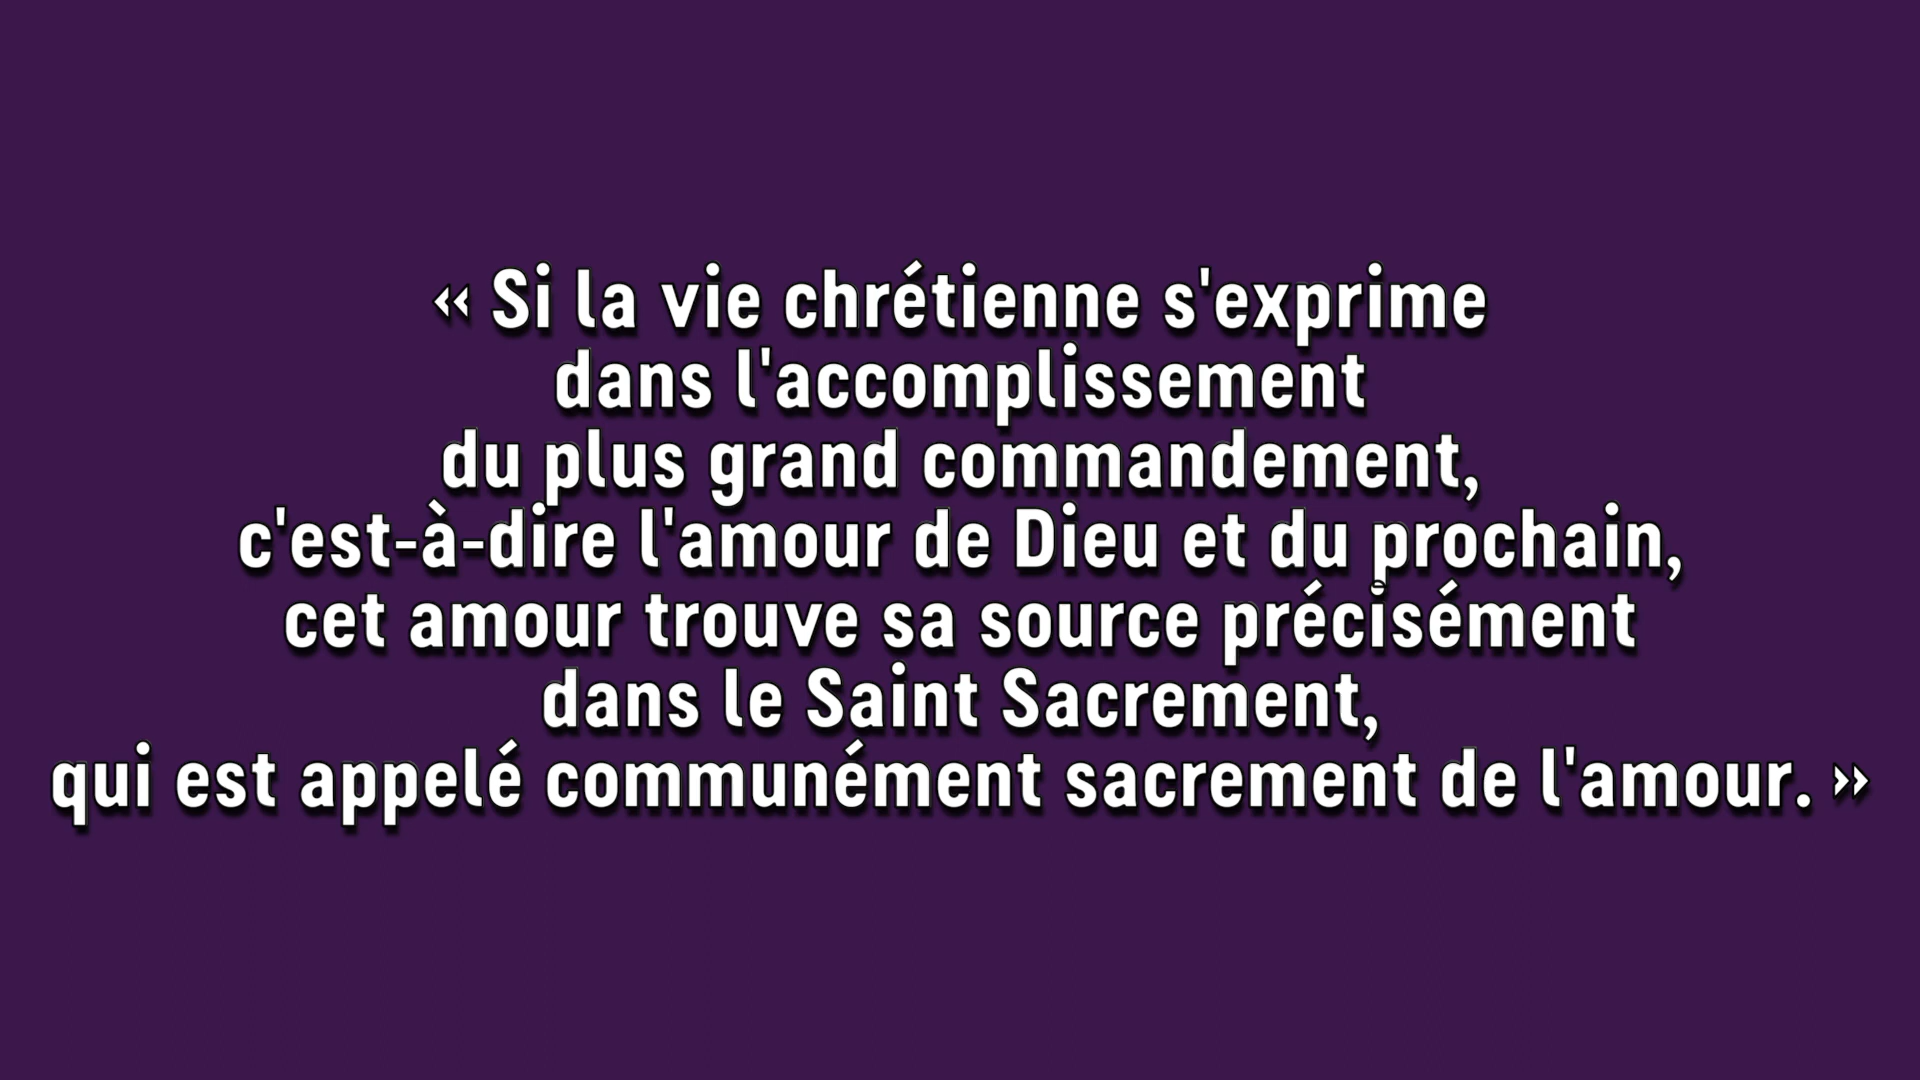 « Si la vie chrétienne s'exprime
dans l'accomplissement
du plus grand commandement,
c'est-à-dire l'amour de Dieu et du prochain,
cet amour trouve sa source précisément
dans le Saint Sacrement,
qui est appelé communément sacrement de l'amour. »